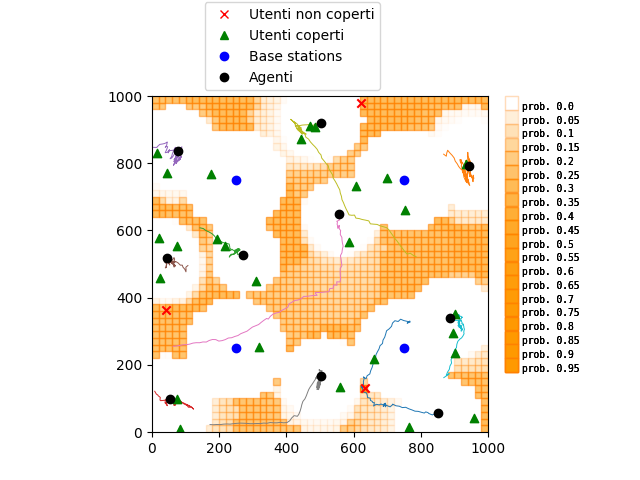 Utenti non coperti
Utenti coperti
Base stations
Agenti
1000
800
600
400
200
0
0
200
400
600
800
1000
prob. 0.0
prob. 0.05
prob. 0.1
prob. 0.15
prob. 0.2
prob. 0.25
prob. 0.3
prob. 0.35
prob. 0.4
prob. 0.45
prob. 0.5
prob. 0.55
prob. 0.6
prob. 0.65
prob. 0.7
prob. 0.75
prob. 0.8
prob. 0.85
prob. 0.9
prob. 0.95